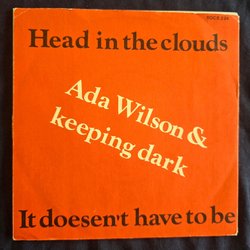 Head in the clouds
Ada Wilson &
keeping dark
It doesen't have to be